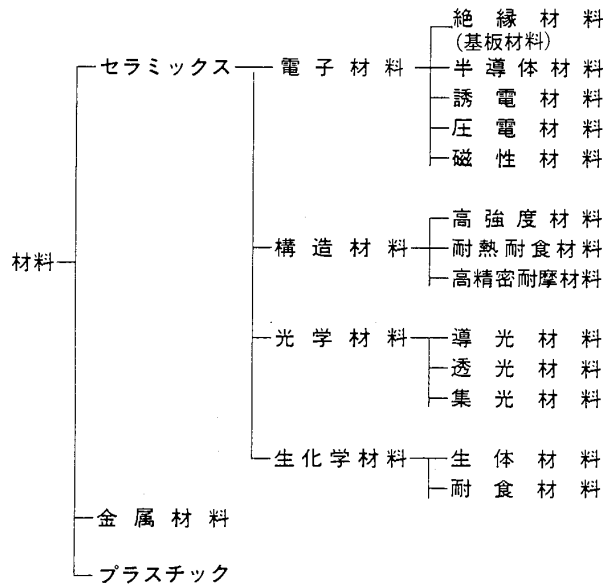 絶縁材料
(基板材料)
セラミックス 電子材料 半導体材料
誘電材料
圧電材料
磁性材料
高強度材料
構造材料 耐熱耐食材料
材料
高精密耐摩材料
光学材料 導光材料
透光材料
集光材料
生化学材料 生体材料
耐食材料
金属材料
プラスチック